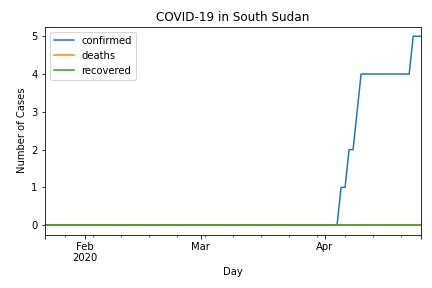 COVID-19 in South Sudan
confirmed
deaths
recovered
Number of Cases
5
4
3
2
1
0
Feb
2020
Mar
Apr
Day